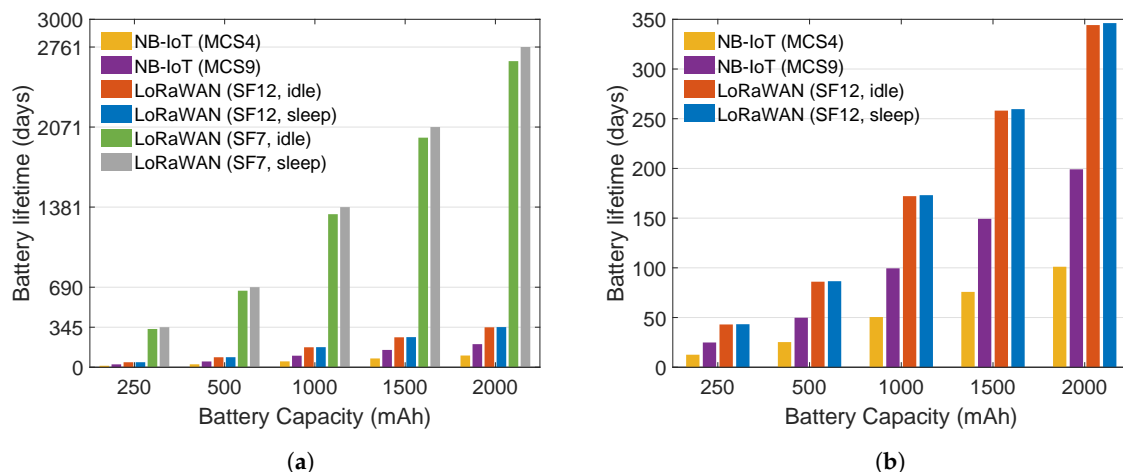 3000
2761
2071
1381
690
345
0
Battery lifetime (days)
NB-IoT (MCS4)
NB-IoT (MCS9)
LoRaWAN (SF12, idle)
LoRaWAN (SF12, sleep)
LoRaWAN (SF7, idle)
LoRaWAN (SF7, sleep)
250 500 1000 1500 2000
Battery Capacity (mAh)
(a)
350
300
250
200
150
100
50
0
Battery lifetime (days)
NB-IoT (MCS4)
NB-IoT (MCS9)
LoRaWAN (SF12, idle)
LoRaWAN (SF12, sleep)
250 500 1000 1500 2000
Battery Capacity (mAh)
(b)